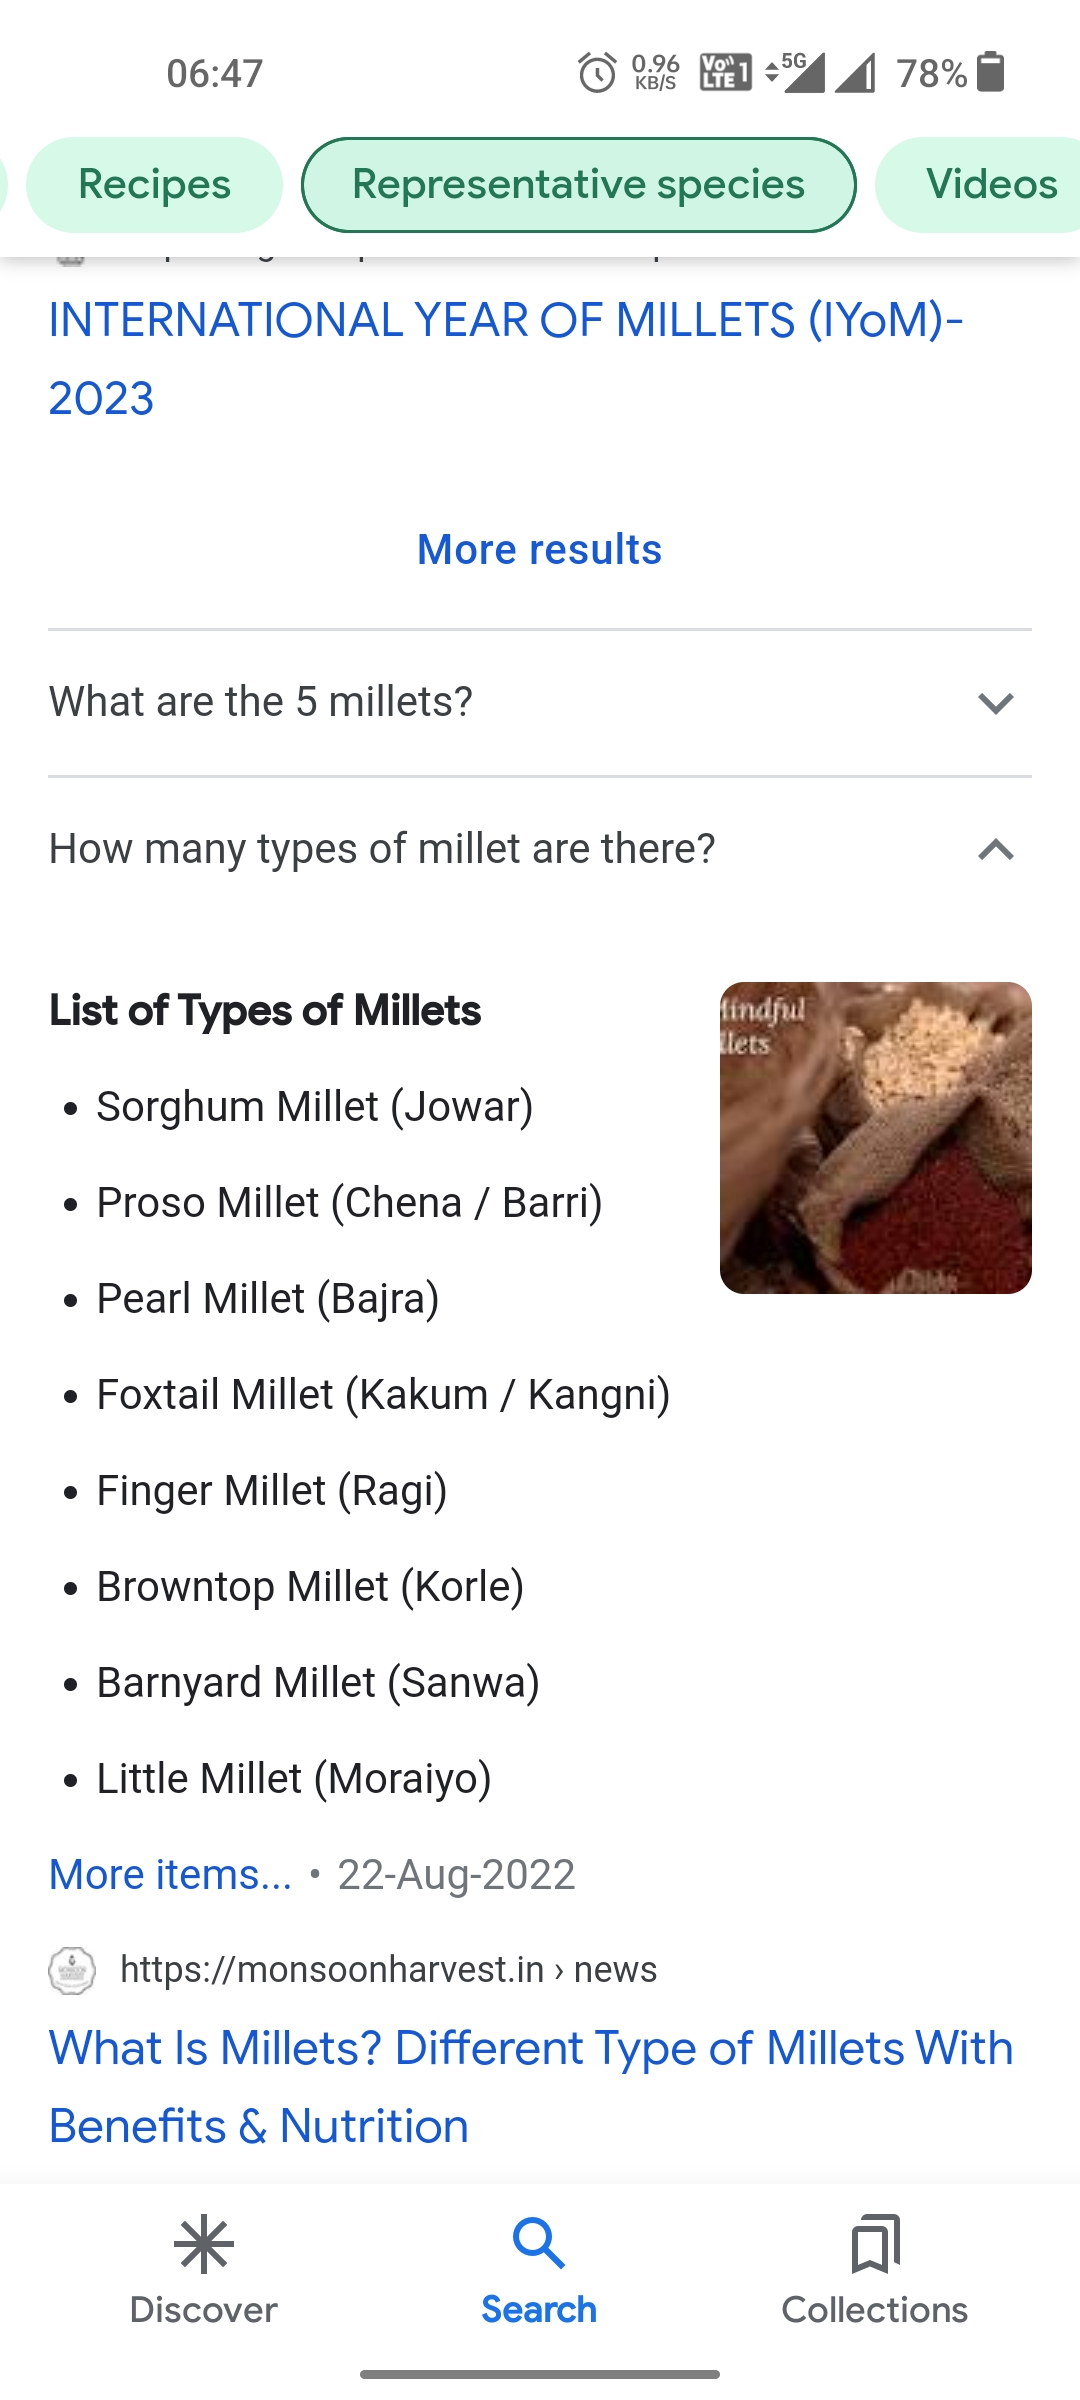 06:47
0.96
KB/S
Vo))
LTE 1
5G
78%
Recipes
Representative species
Videos
INTERNATIONAL YEAR OF MILLETS (IYoM)-
2023
More results
What are the 5 millets?
How many types of millet are there?
List of Types of Millets
• Sorghum Millet (Jowar)
• Proso Millet (Chena / Barri)
• Pearl Millet (Bajra)
• Foxtail Millet (Kakum / Kangni)
• Finger Millet (Ragi)
• Browntop Millet (Korle)
• Barnyard Millet (Sanwa)
• Little Millet (Moraiyo)
More items... • 22-Aug-2022
https://monsoonharvest.in › news
What Is Millets? Different Type of Millets With
Benefits & Nutrition
Discover
Search
Collections